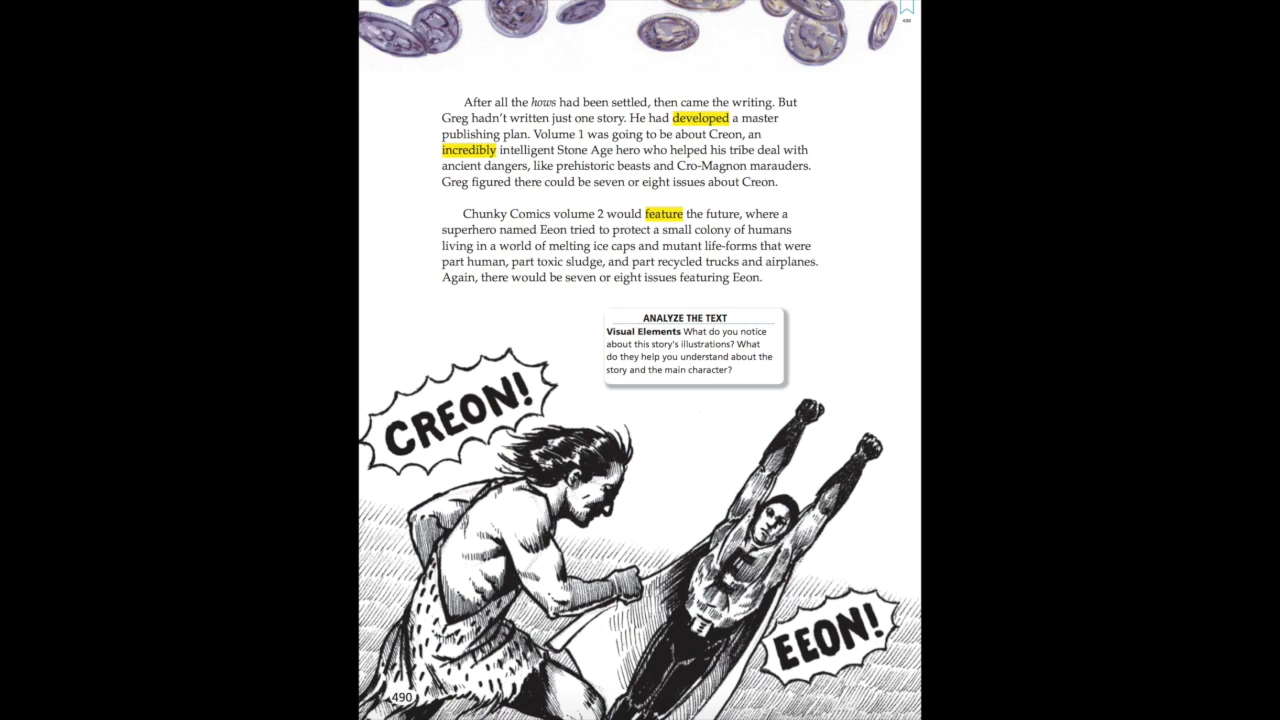 490
After all the hows had been settled, then came the writing. But
Greg hadn't written just one story. He had developed a master
publishing plan. Volume 1 was going to be about Creon, an
incredibly intelligent Stone Age hero who helped his tribe deal with
ancient dangers, like prehistoric beasts and Cro-Magnon marauders.
Greg figured there could be seven or eight issues about Creon.
Chunky Comics volume 2 would feature the future, where a
superhero named Eeon tried to protect a small colony of humans
living in a world of melting ice caps and mutant life-forms that were
part human, part toxic sludge, and part recycled trucks and airplanes.
Again, there would be seven or eight issues featuring Eeon.
ANALYZE THE TEXT
Visual Elements What do you notice
about this story's illustrations? What
do they help you understand about the
story and the main character?
CREON!
E
EEON!
490